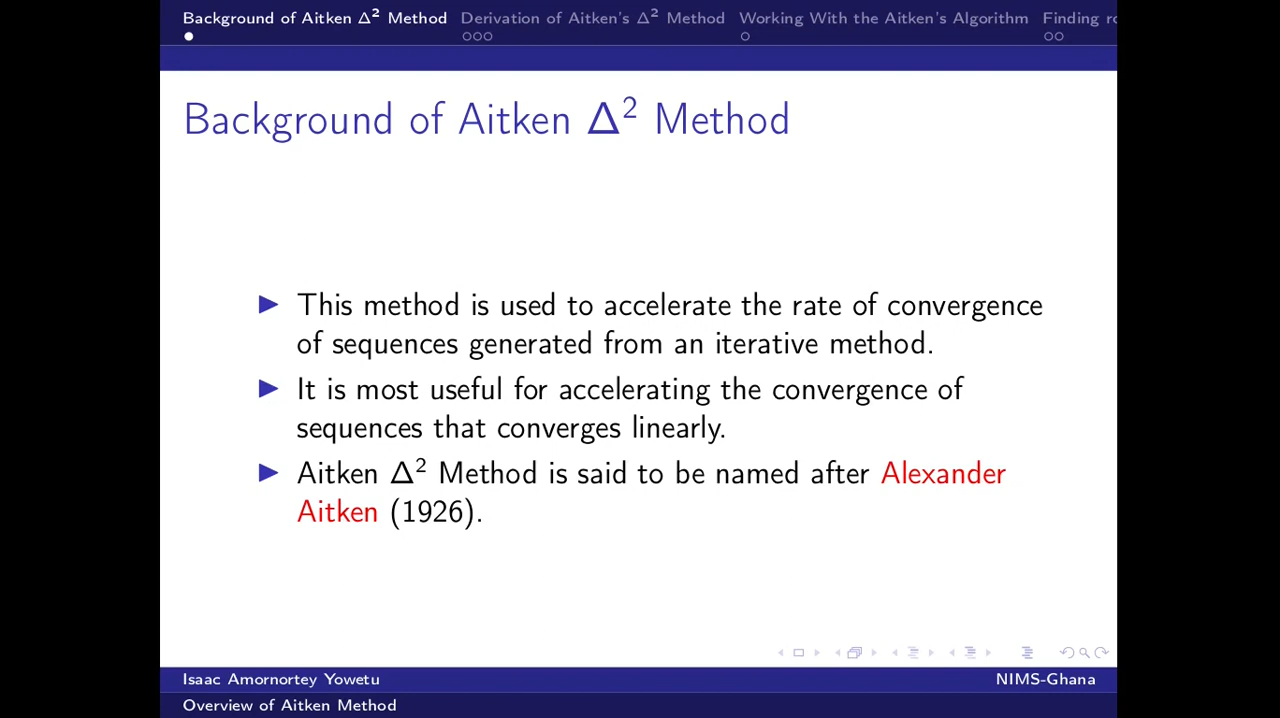 Background of Aitken Δ² Method Derivation of Aitken's Δ² Method Working With the Aitken's Algorithm Finding
Background of Aitken Δ² Method
This method is used to accelerate the rate of convergence
of sequences generated from an iterative method.
It is most useful for accelerating the convergence of
sequences that converges linearly.
Aitken Δ² Method is said to be named after Alexander
Aitken (1926).
Isaac Amornortey Yowetu NIMS-Ghana
Overview of Aitken Method